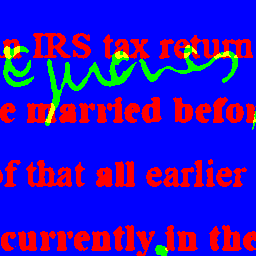 n IRS tax return
e married befor
of that all earlier
currently in the